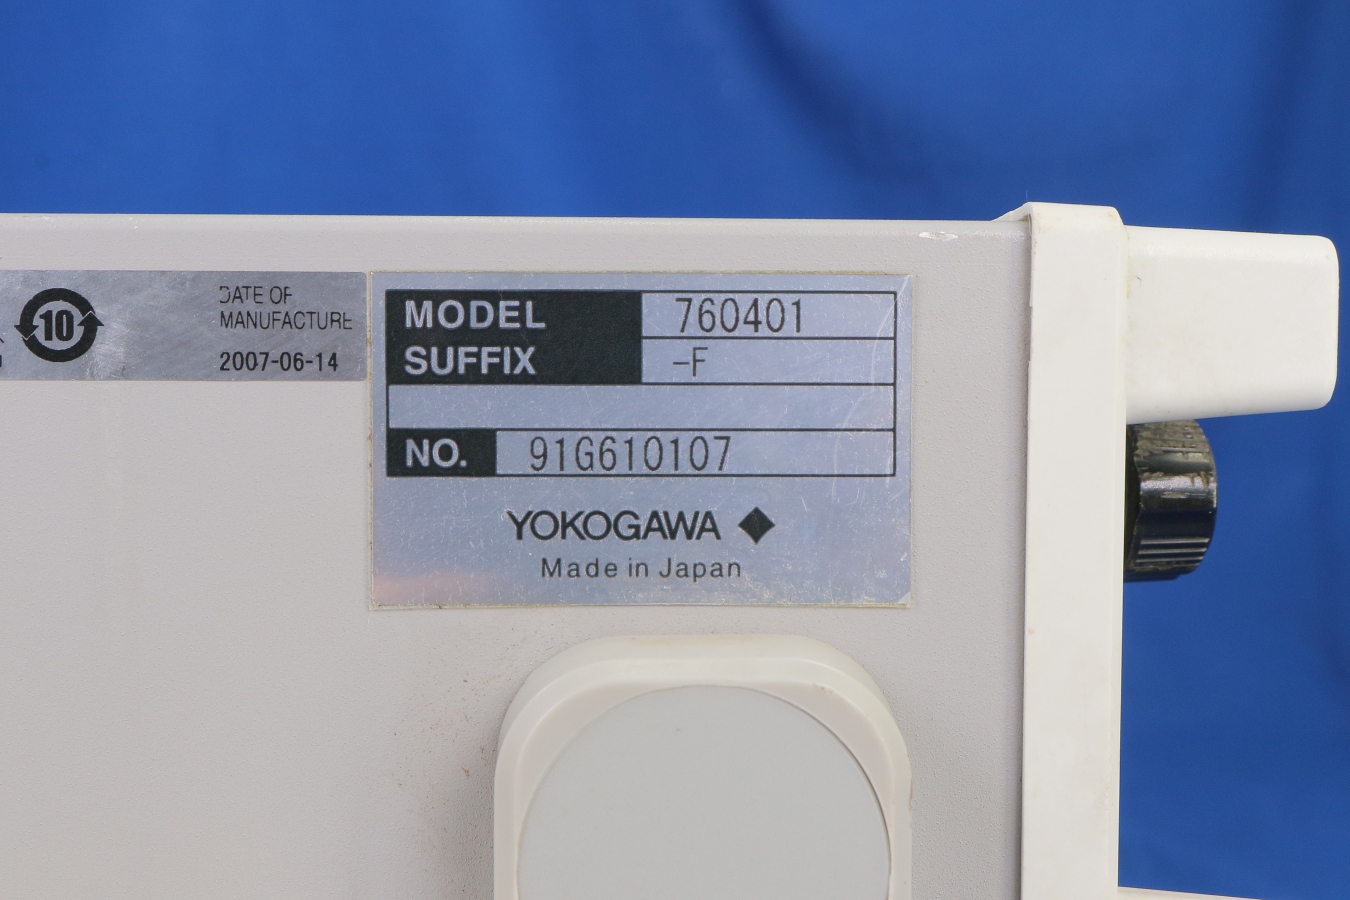 10
DATE OF
MANUFACTURE
2007-06-14
MODEL 760401
SUFFIX -F
NO. 91G610107
YOKOGAWA
Made in Japan